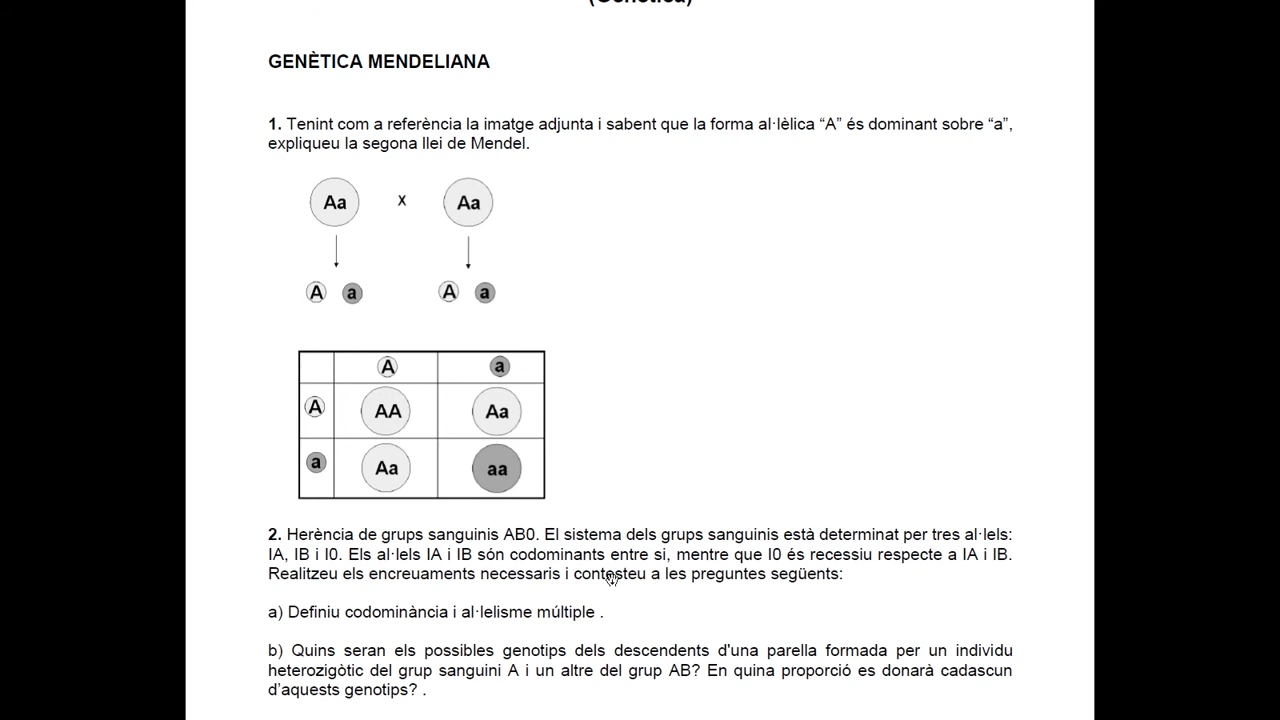 (Genètica)
GENÈTICA MENDELIANA
1. Tenint com a referència la imatge adjunta i sabent que la forma al·lèlica “A” és dominant sobre “a”,
expliqueu la segona llei de Mendel.
Aa x Aa
A a A a
A a
A AA Aa
a Aa aa
2. Herència de grups sanguinis AB0. El sistema dels grups sanguinis està determinat per tres al·lels:
IA, IB i I0. Els al·lels IA i IB són codominants entre si, mentre que I0 és recessiu respecte a IA i IB.
Realitzeu els encreuaments necessaris i contesteu a les preguntes següents:
a) Definiu codominància i al·lelisme múltiple .
b) Quins seran els possibles genotips dels descendents d'una parella formada per un individu
heterozigòtic del grup sanguini A i un altre del grup AB? En quina proporció es donarà cadascun
d’aquests genotips? .